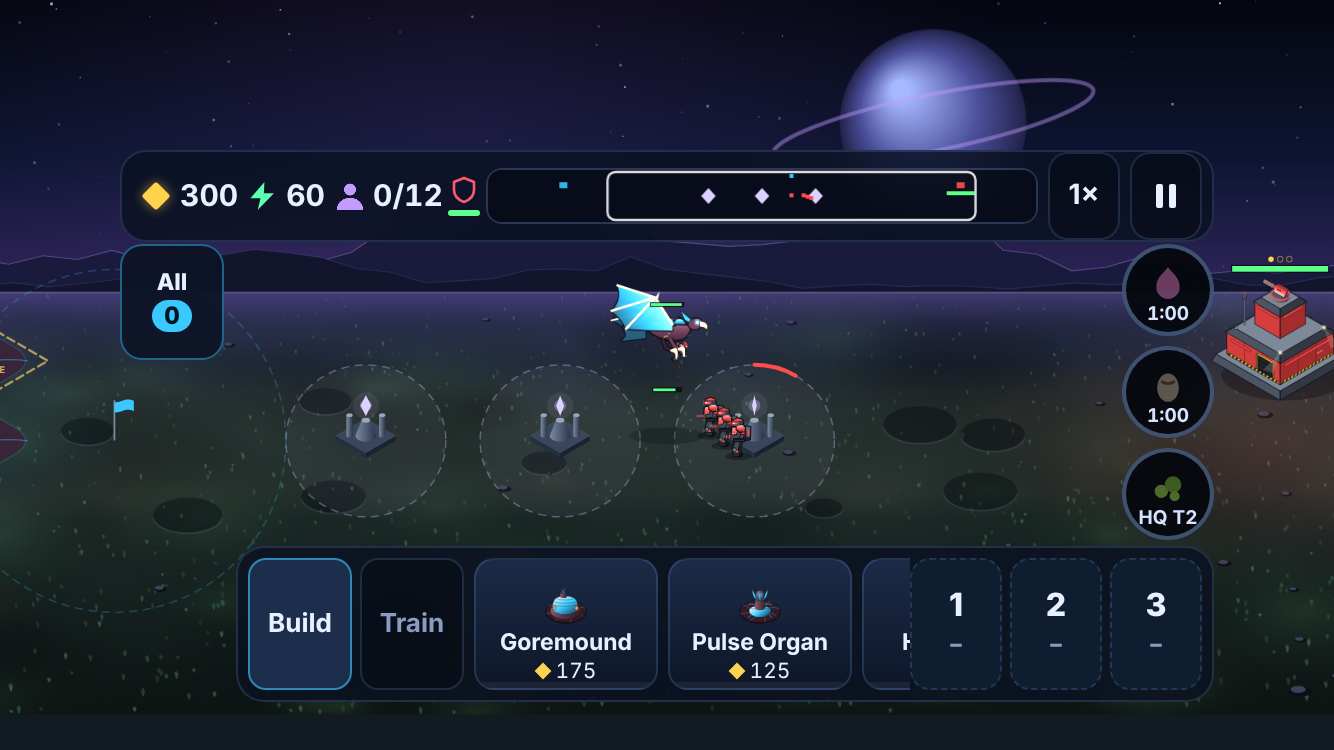 300 60 0/12 1×
All
0
1:00
1:00
HQ T2
E
Build Train
Goremound
175
Pulse Organ
125
1
–
2
–
3
–